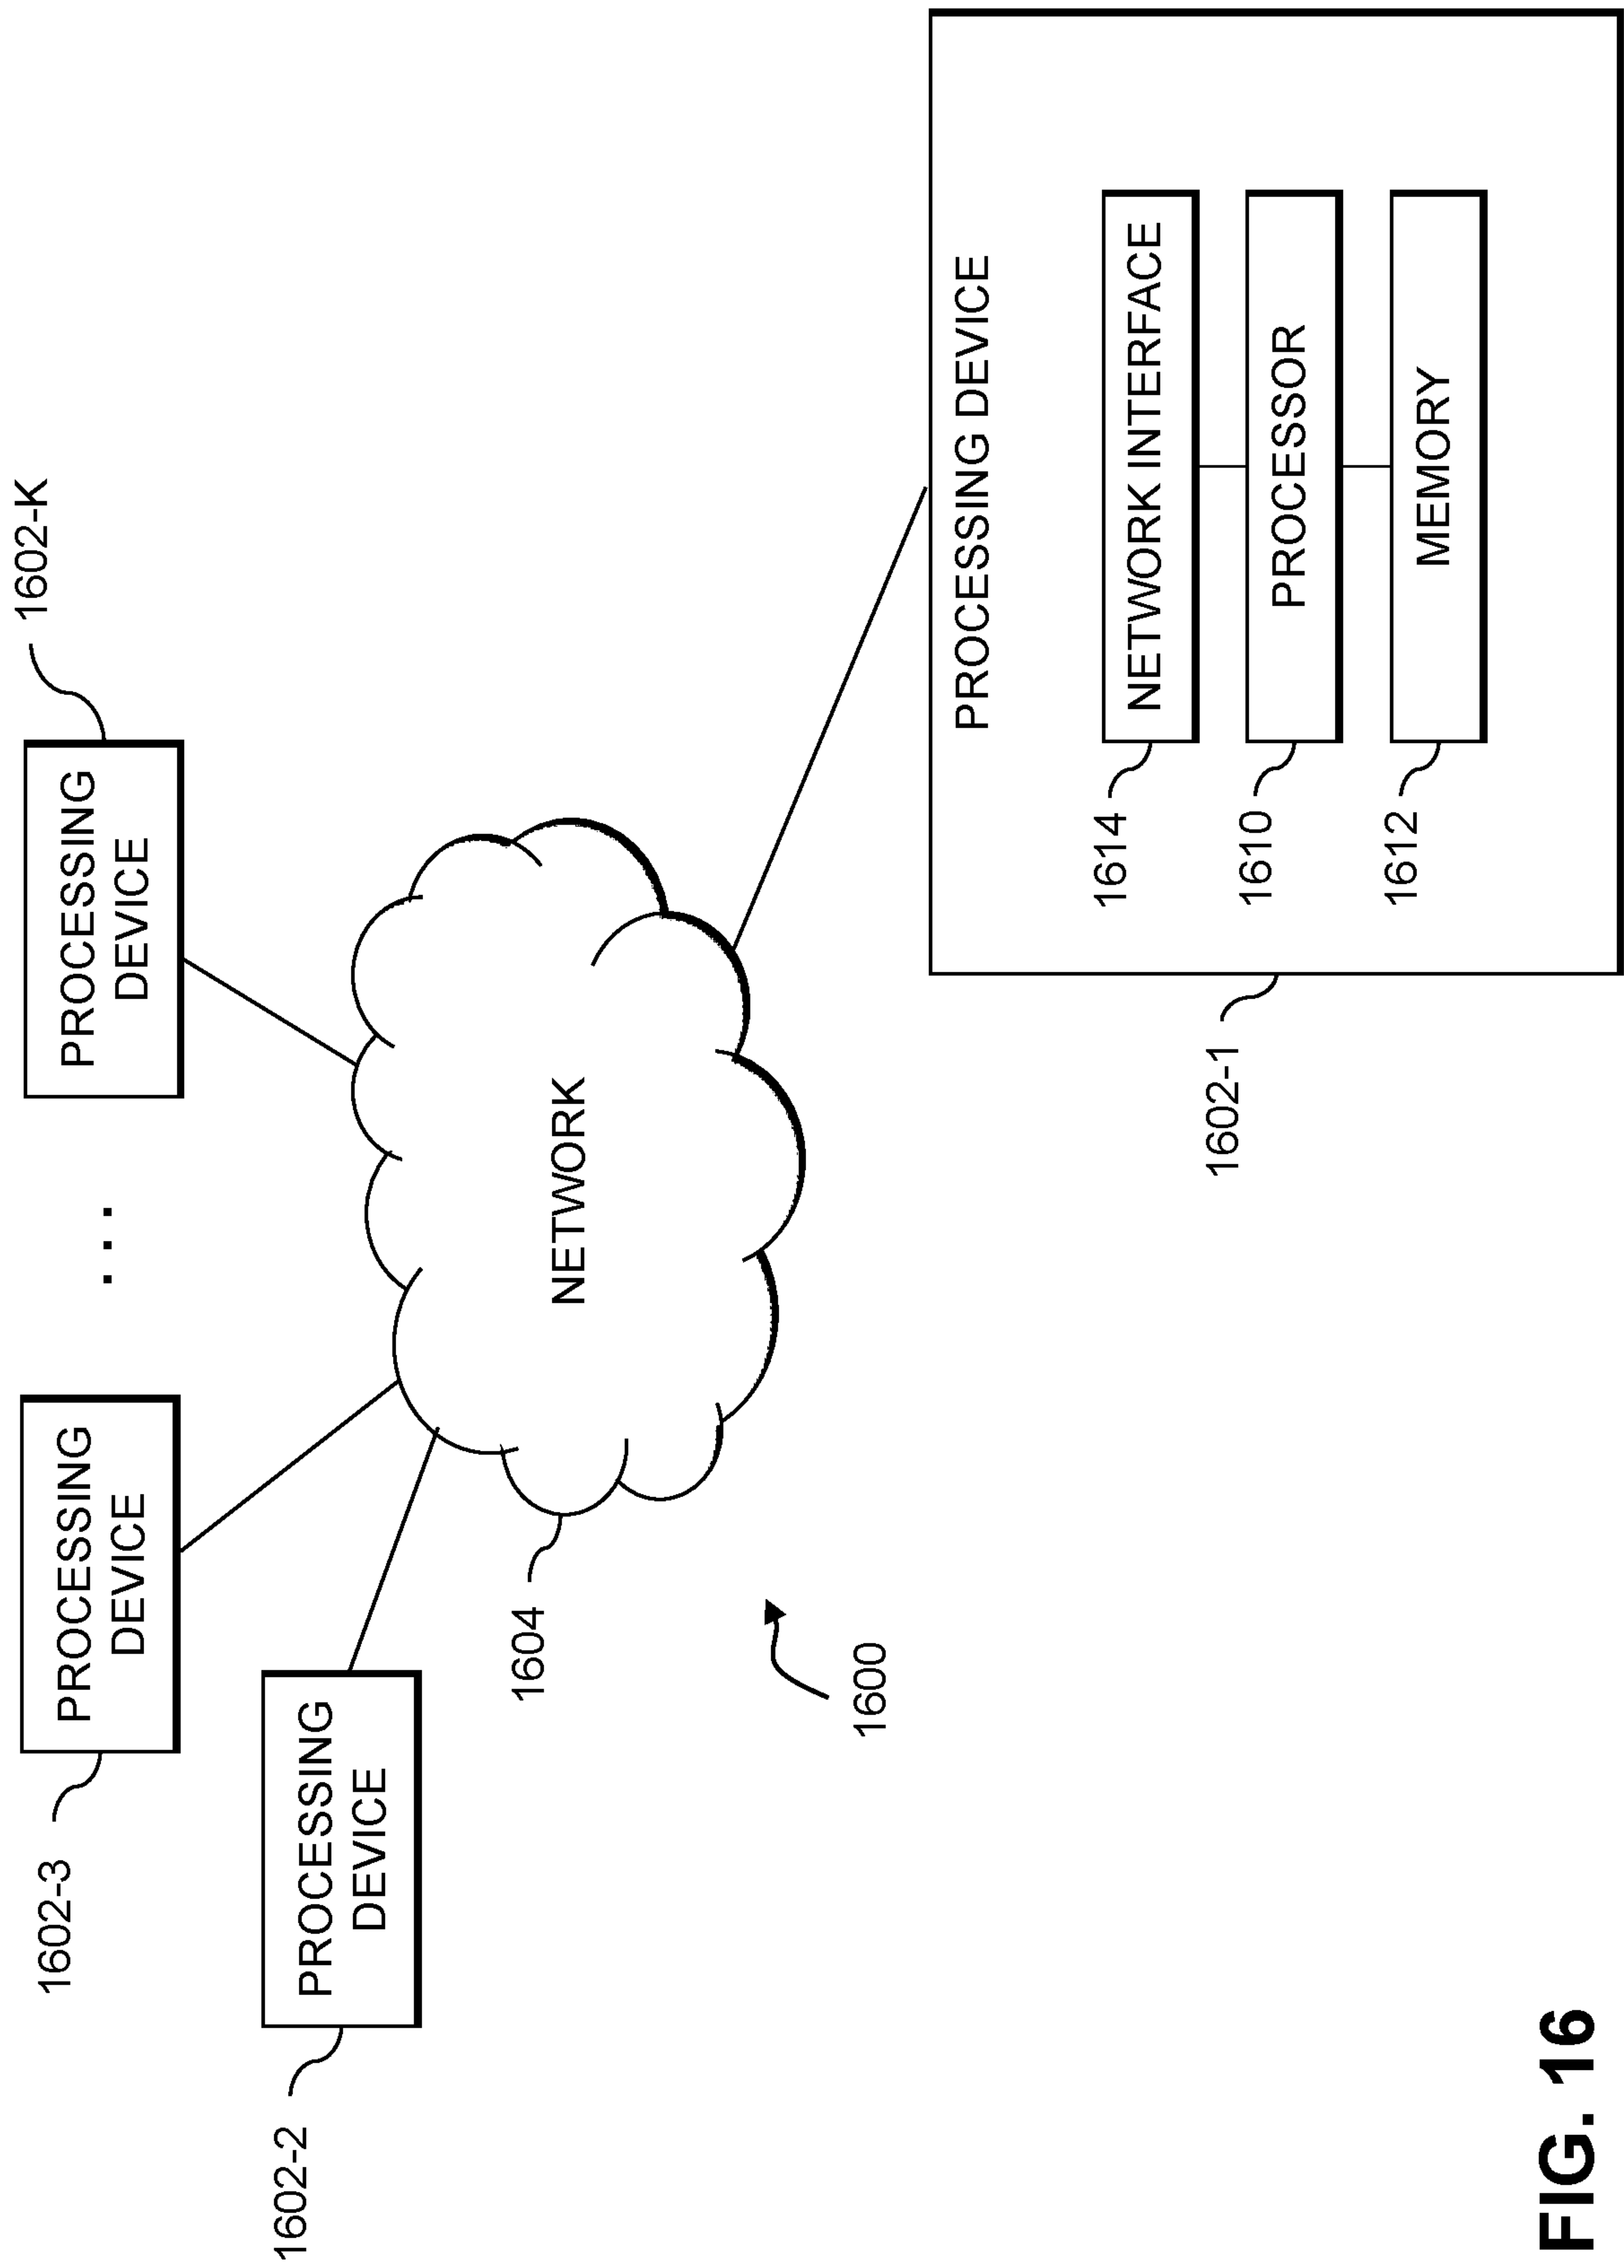 1602-2
PROCESSING
DEVICE
1602-3
PROCESSING
DEVICE
. . .
PROCESSING
DEVICE
1602-K
1604
NETWORK
1600
PROCESSING DEVICE
1602-1
1614
NETWORK INTERFACE
1610
PROCESSOR
1612
MEMORY
FIG. 16